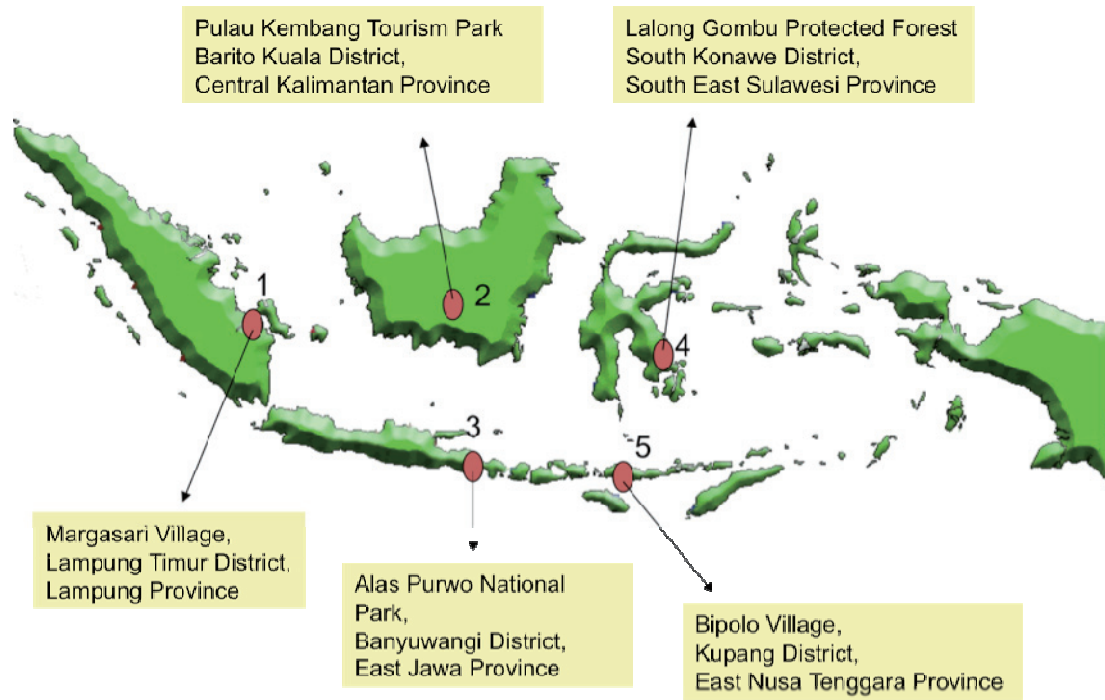 Pulau Kembang Tourism Park
Barito Kuala District,
Central Kalimantan Province
Lalong Gombu Protected Forest
South Konawe District,
South East Sulawesi Province
1
2
4
3
5
Margasari Village,
Lampung Timur District,
Lampung Province
Alas Purwo National
Park,
Banyuwangi District,
East Jawa Province
Bipolo Village,
Kupang District,
East Nusa Tenggara Province